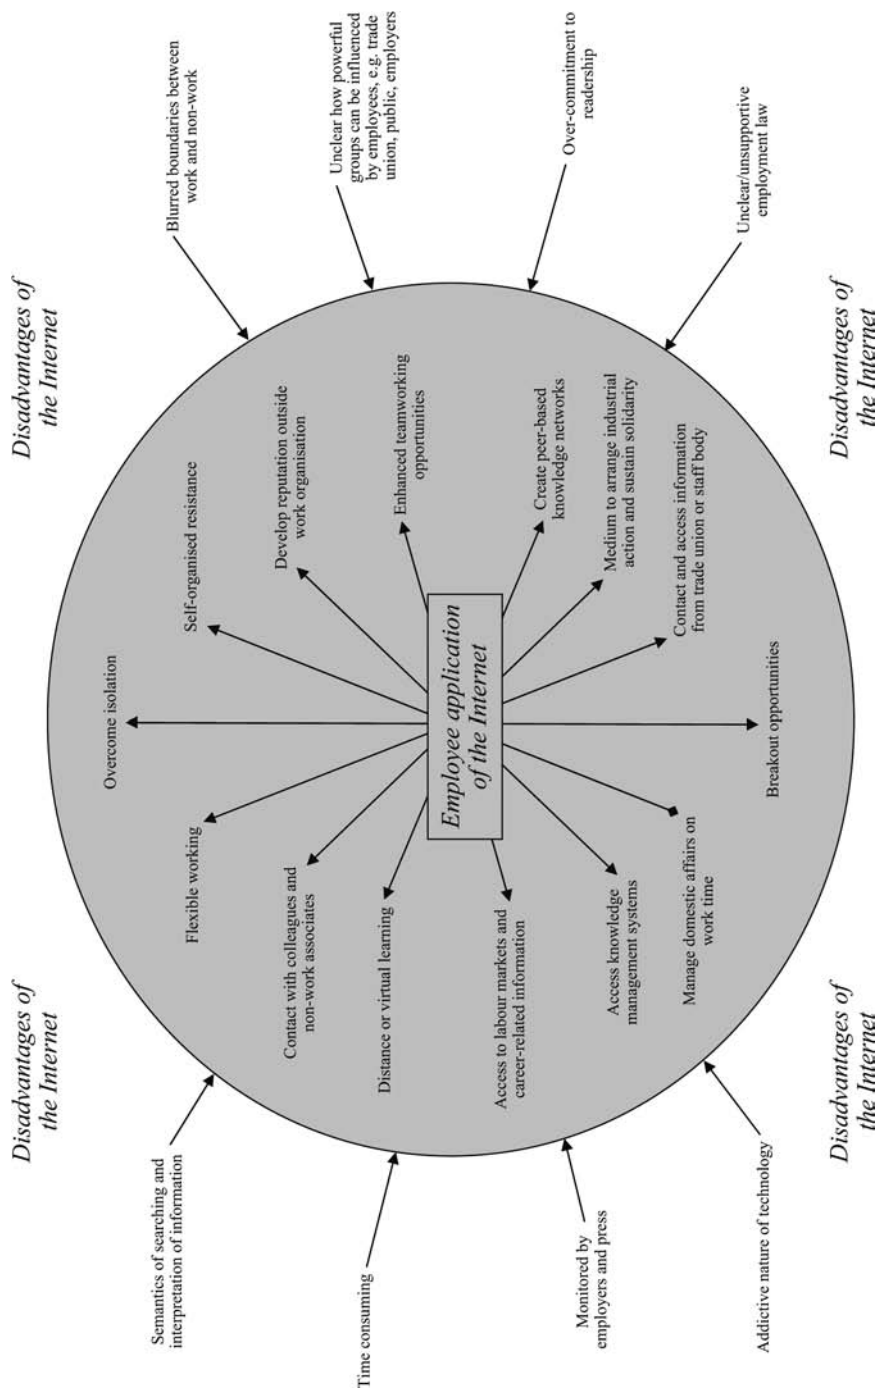 Disadvantages of
the Internet
Disadvantages of
the Internet
Overcome isolation
Semantics of searching and
interpretation of information
Blurred boundaries between
work and non-work
Flexible working
Self-organised resistance
Contact with colleagues and
non-work associates
Develop reputation outside
work organisation
Unclear how powerful
groups can be influenced
by employees, e.g. trade
union, public, employers
Time consuming
Distance or virtual learning
Enhanced teamworking
opportunities
Employee application
of the Internet
Access to labour markets and
career-related information
Create peer-based
knowledge networks
Over-commitment to
readership
Monitored by
employers and press
Access knowledge
management systems
Medium to arrange industrial
action and sustain solidarity
Manage domestic affairs on
work time
Contact and access information
from trade union or staff body
Unclear/unsupportive
employment law
Addictive nature of technology
Breakout opportunities
Disadvantages of
the Internet
Disadvantages of
the Internet